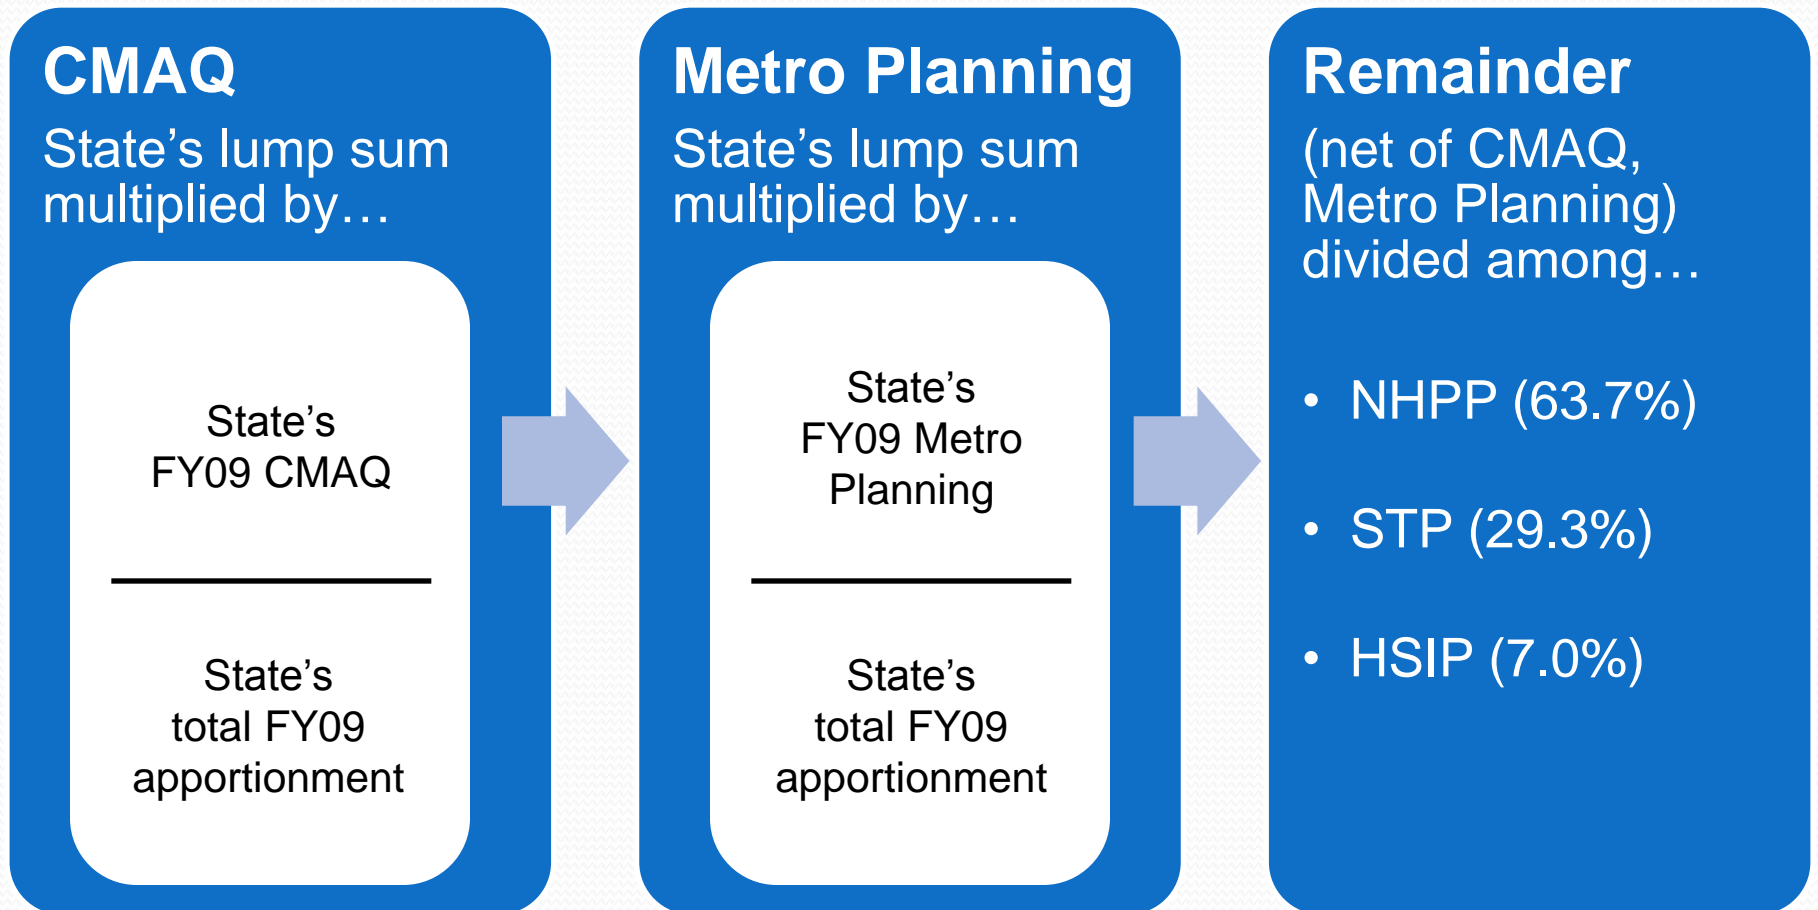 CMAQ
State’s lump sum
multiplied by…
State’s
FY09 CMAQ
State’s
total FY09
apportionment
Metro Planning
State’s lump sum
multiplied by…
State’s
FY09 Metro
Planning
State’s
total FY09
apportionment
Remainder
(net of CMAQ,
Metro Planning)
divided among…
• NHPP (63.7%)
• STP (29.3%)
• HSIP (7.0%)